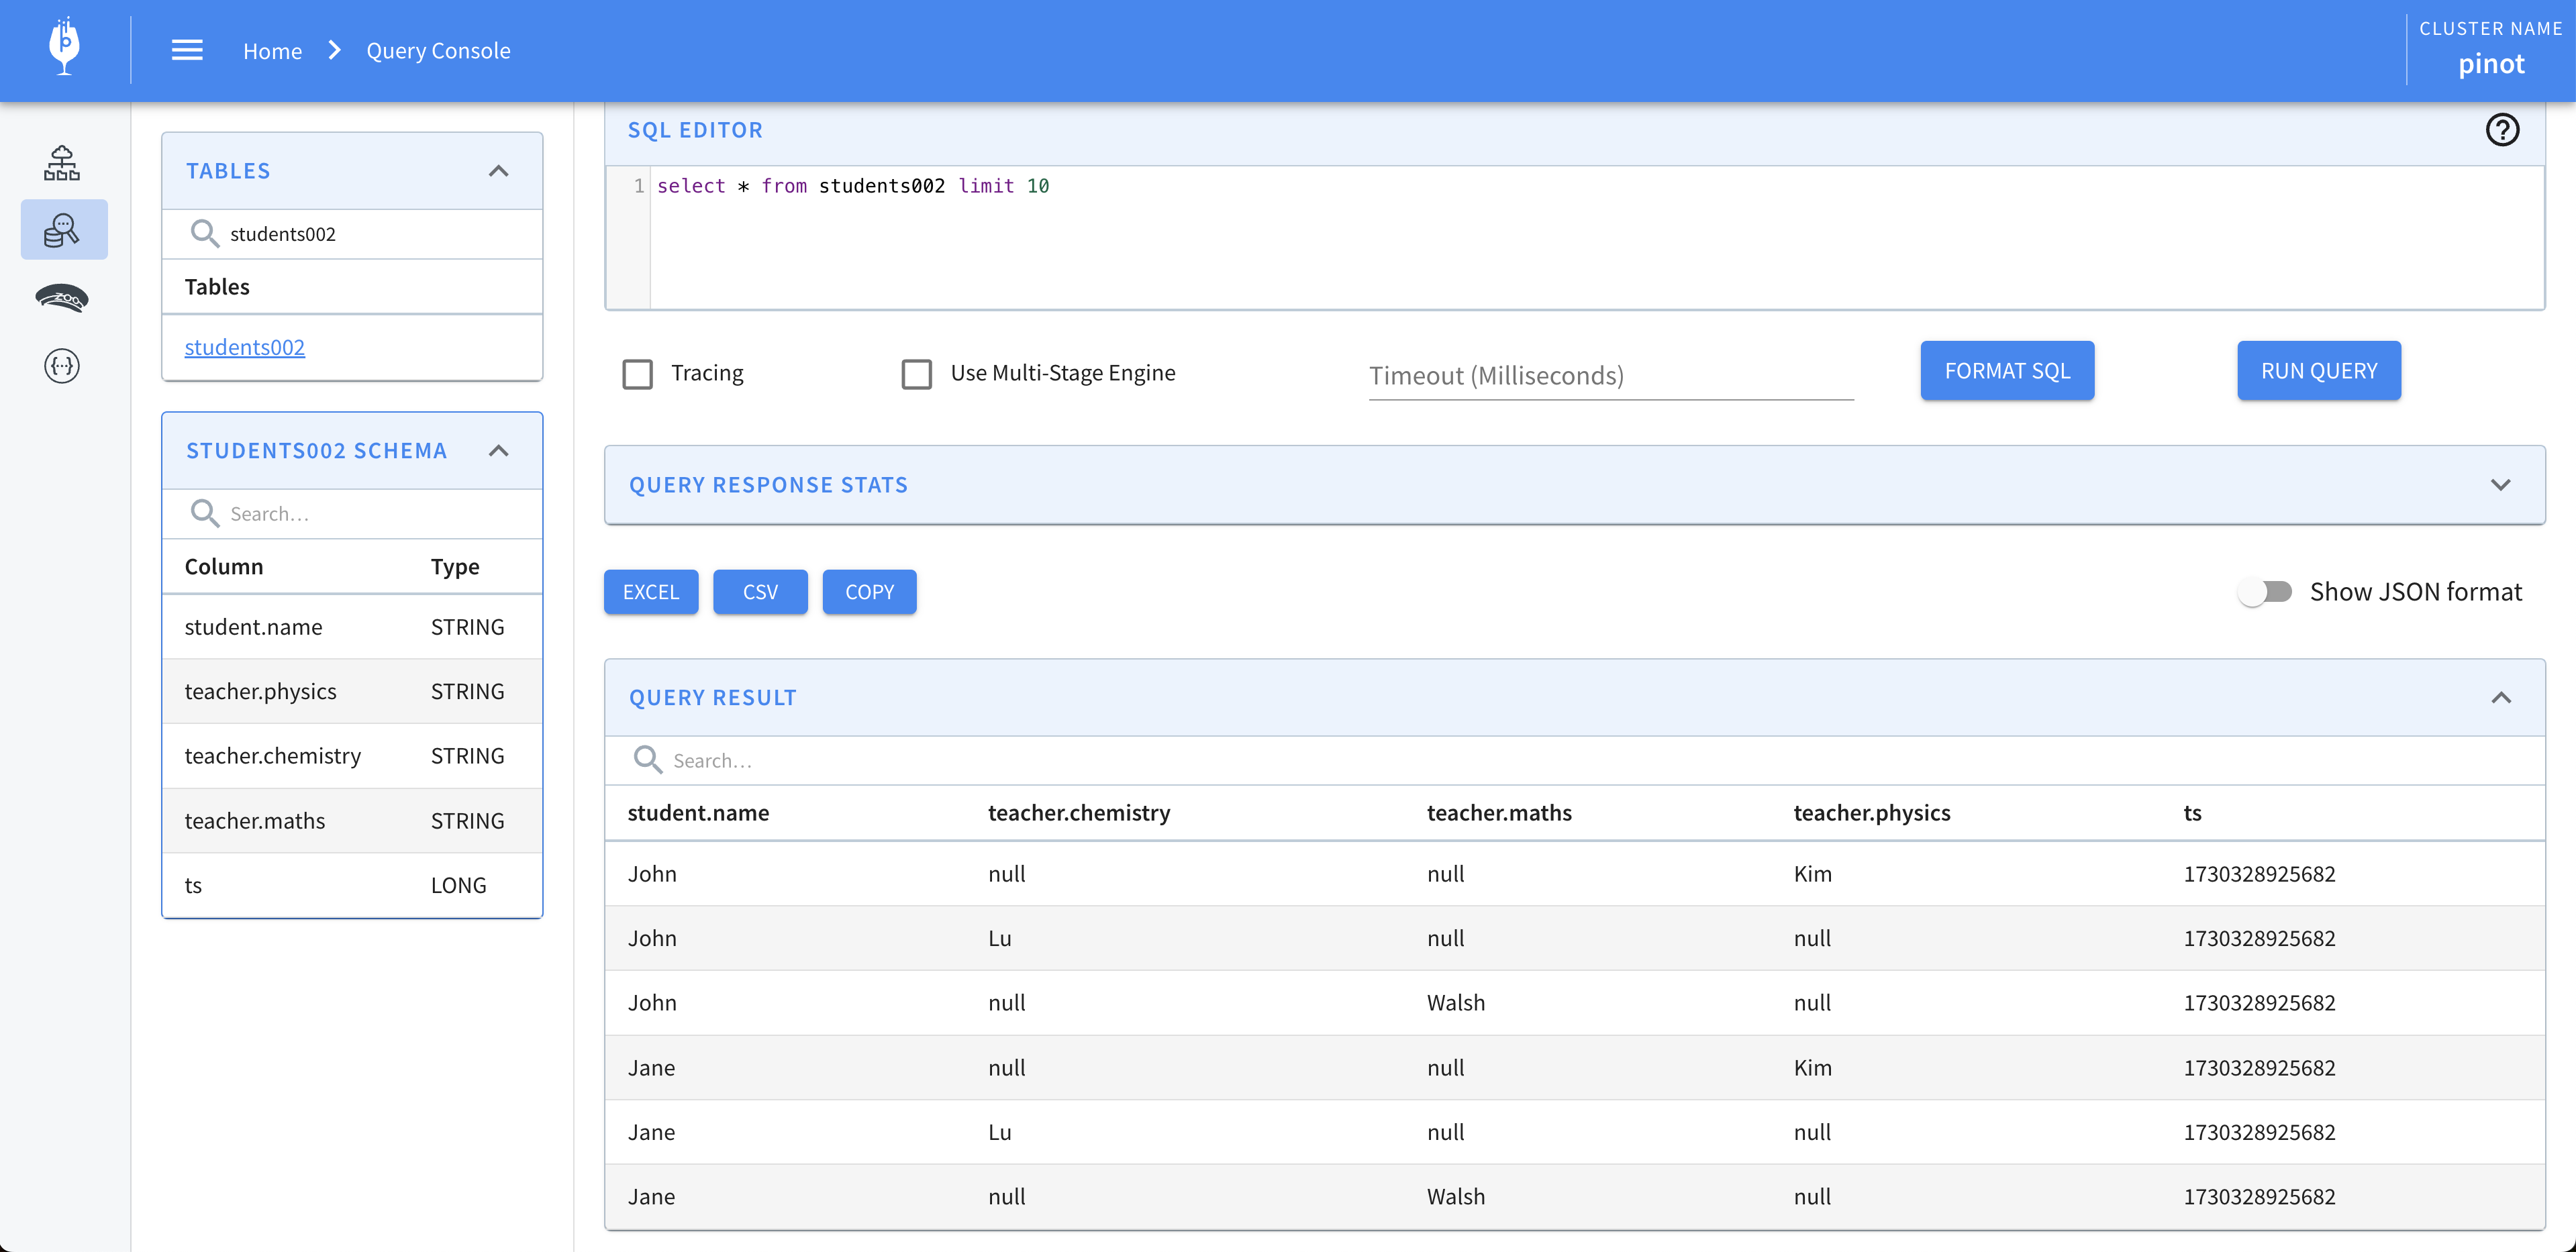 Home > Query Console
CLUSTER NAME
pinot
TABLES
students002
Tables
students002
STUDENTS002 SCHEMA
Search…
Column Type
student.name STRING
teacher.physics STRING
teacher.chemistry STRING
teacher.maths STRING
ts LONG
SQL EDITOR
1 select * from students002 limit 10
Tracing
Use Multi-Stage Engine
Timeout (Milliseconds)
FORMAT SQL
RUN QUERY
QUERY RESPONSE STATS
EXCEL
CSV
COPY
Show JSON format
QUERY RESULT
Search…
student.name teacher.chemistry teacher.maths teacher.physics ts
John null null Kim 1730328925682
John Lu null null 1730328925682
John null Walsh null 1730328925682
Jane null null Kim 1730328925682
Jane Lu null null 1730328925682
Jane null Walsh null 1730328925682
ZOO